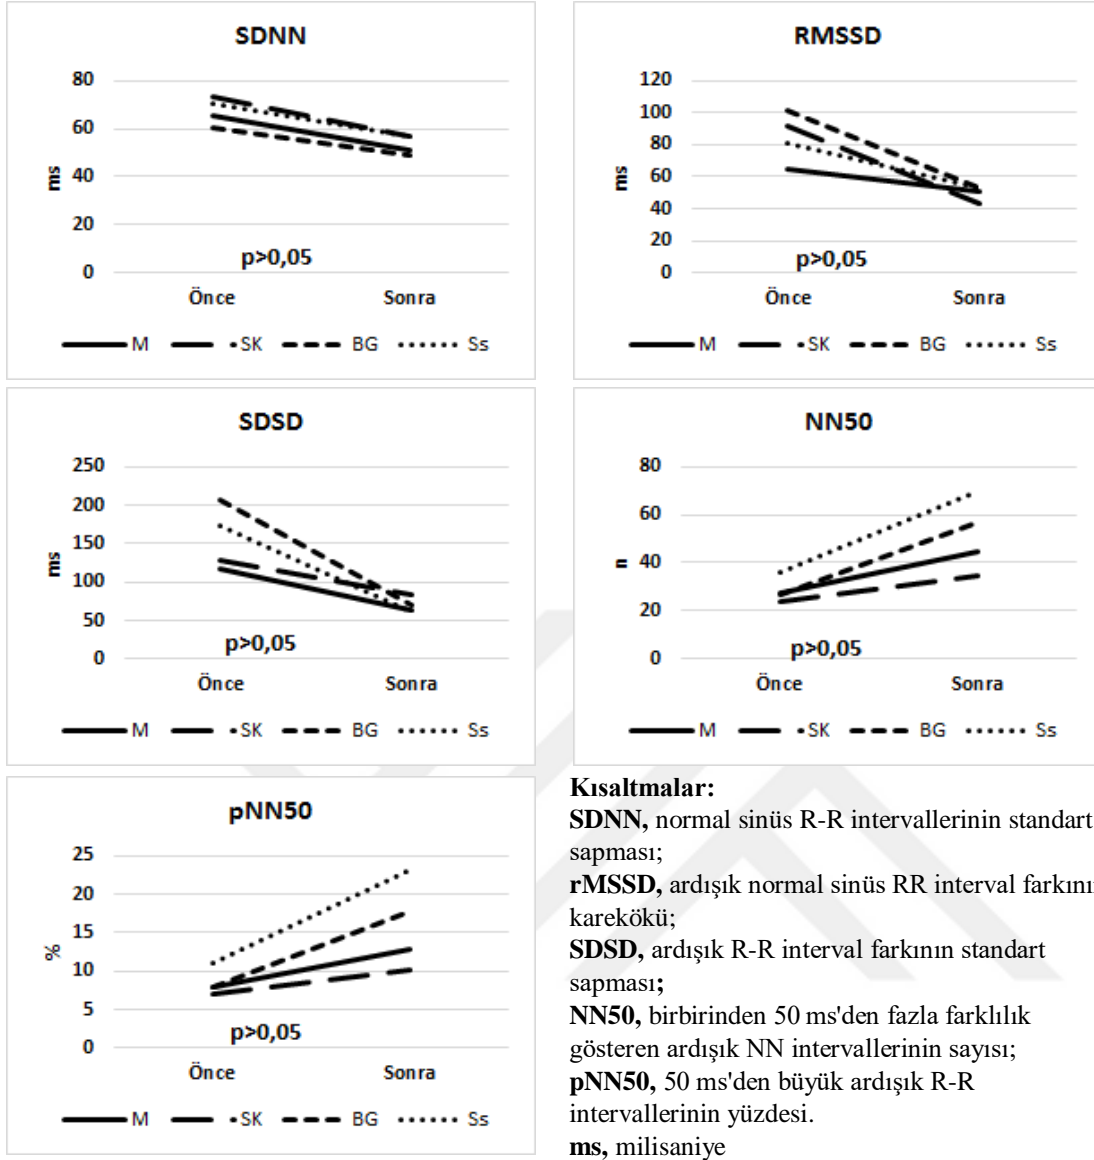 SDNN
80
60
40
20
0
ms
p>0,05
Önce Sonra
M SK BG Ss
RMSSD
120
100
80
60
40
20
0
ms
p>0,05
Önce Sonra
M SK BG Ss
SDSD
250
200
150
100
50
0
ms
p>0,05
Önce Sonra
M SK BG Ss
NN50
80
60
40
20
0
n
p>0,05
Önce Sonra
M SK BG Ss
pNN50
25
20
15
10
5
0
%
p>0,05
Önce Sonra
M SK BG Ss
Kısaltmalar:
SDNN, normal sinüs R-R intervallerinin standart
sapması;
rMSSD, ardışık normal sinüs RR interval
karekökü;
SDSD, ardışık R-R interval farkının standart
sapması;
NN50, birbirinden 50 ms'den fazla farklılık
gösteren ardışık NN intervallerinin sayısı;
pNN50, 50 ms'den büyük ardışık R-R
intervallerinin yüzdesi.
ms, milisaniye